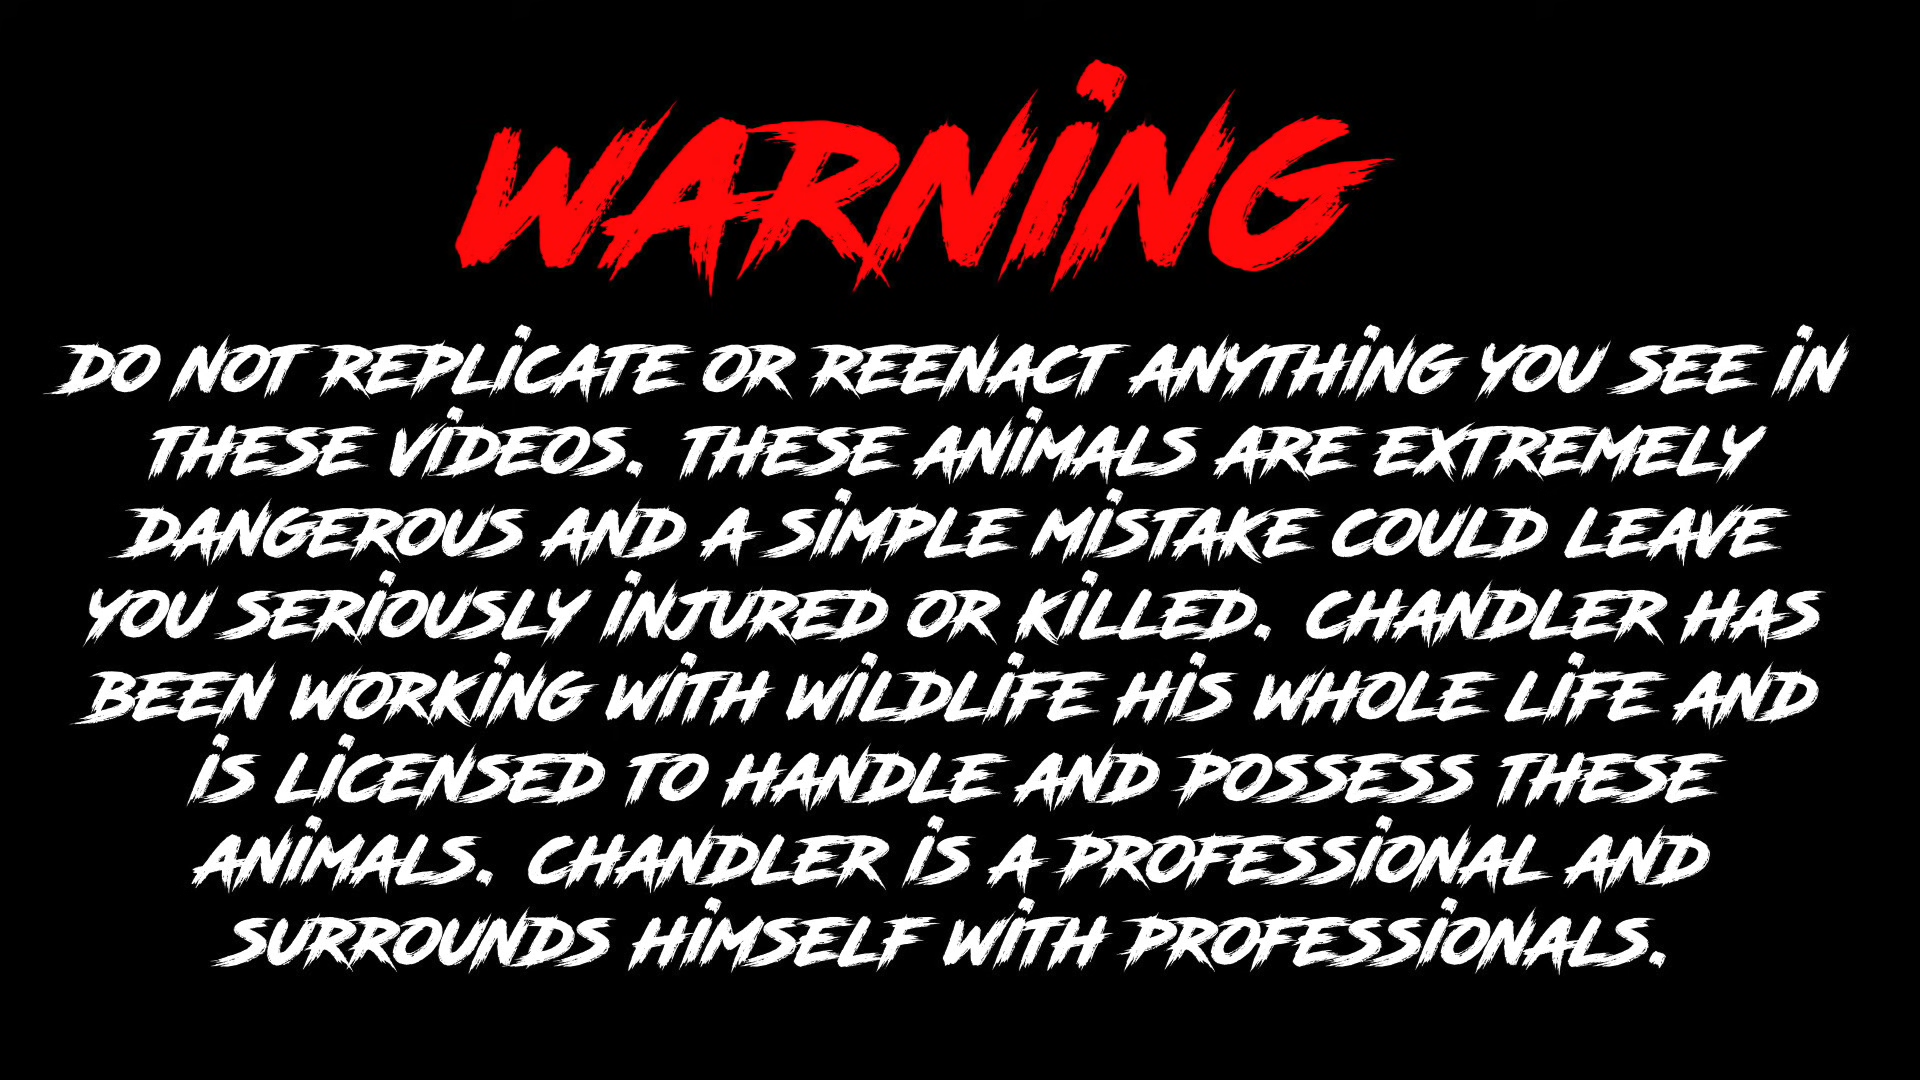 WARNING
DO NOT REPLICATE OR REENACT ANYTHING YOU SEE IN
THESE VIDEOS. THESE ANIMALS ARE EXTREMELY
DANGEROUS AND A SIMPLE MISTAKE COULD LEAVE
YOU SERIOUSLY INJURED OR KILLED. CHANDLER HAS
BEEN WORKING WITH WILDLIFE HIS WHOLE LIFE AND
IS LICENSED TO HANDLE AND POSSESS THESE
ANIMALS. CHANDLER IS A PROFESSIONAL AND
SURROUNDS HIMSELF WITH PROFESSIONALS.